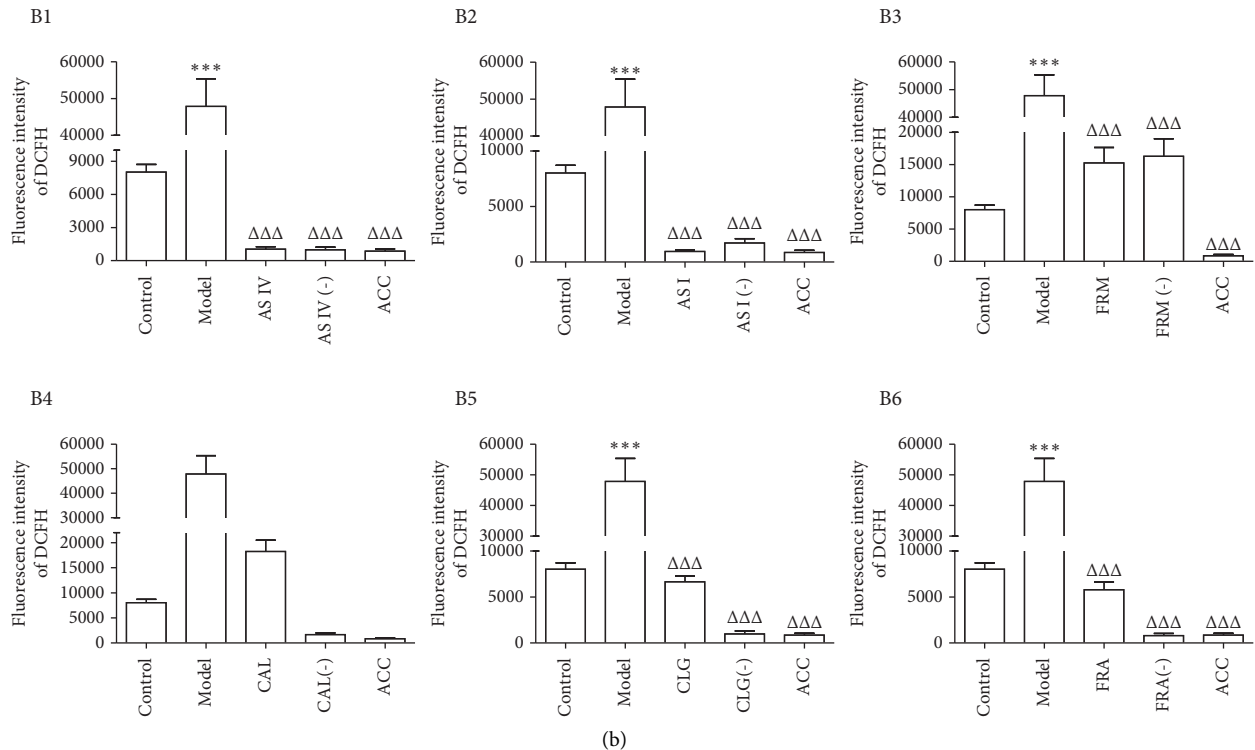 B1
Fluorescence intensity
of DCFH
60000
50000
40000
9000
6000
3000
0
***
ΔΔΔ
ΔΔΔ
ΔΔΔ
Control
Model
AS IV
AS IV (-)
ACC
B2
Fluorescence intensity
of DCFH
60000
50000
40000
10000
5000
0
***
ΔΔΔ
ΔΔΔ
ΔΔΔ
Control
Model
AS I
AS I (-)
ACC
B3
Fluorescence intensity
of DCFH
60000
50000
40000
20000
15000
10000
5000
0
***
ΔΔΔ
ΔΔΔ
ΔΔΔ
Control
Model
FRM
FRM (-)
ACC
B4
Fluorescence intensity
of DCFH
60000
50000
40000
30000
20000
15000
10000
5000
0
Control
Model
CAL
CAL(-)
ACC
B5
Fluorescence intensity
of DCFH
60000
50000
40000
30000
10000
5000
0
***
ΔΔΔ
ΔΔΔ
ΔΔΔ
Control
Model
CLG
CLG(-)
ACC
B6
Fluorescence intensity
of DCFH
60000
50000
40000
30000
10000
5000
0
***
ΔΔΔ
ΔΔΔ
ΔΔΔ
Control
Model
FRA
FRA(-)
ACC
(b)